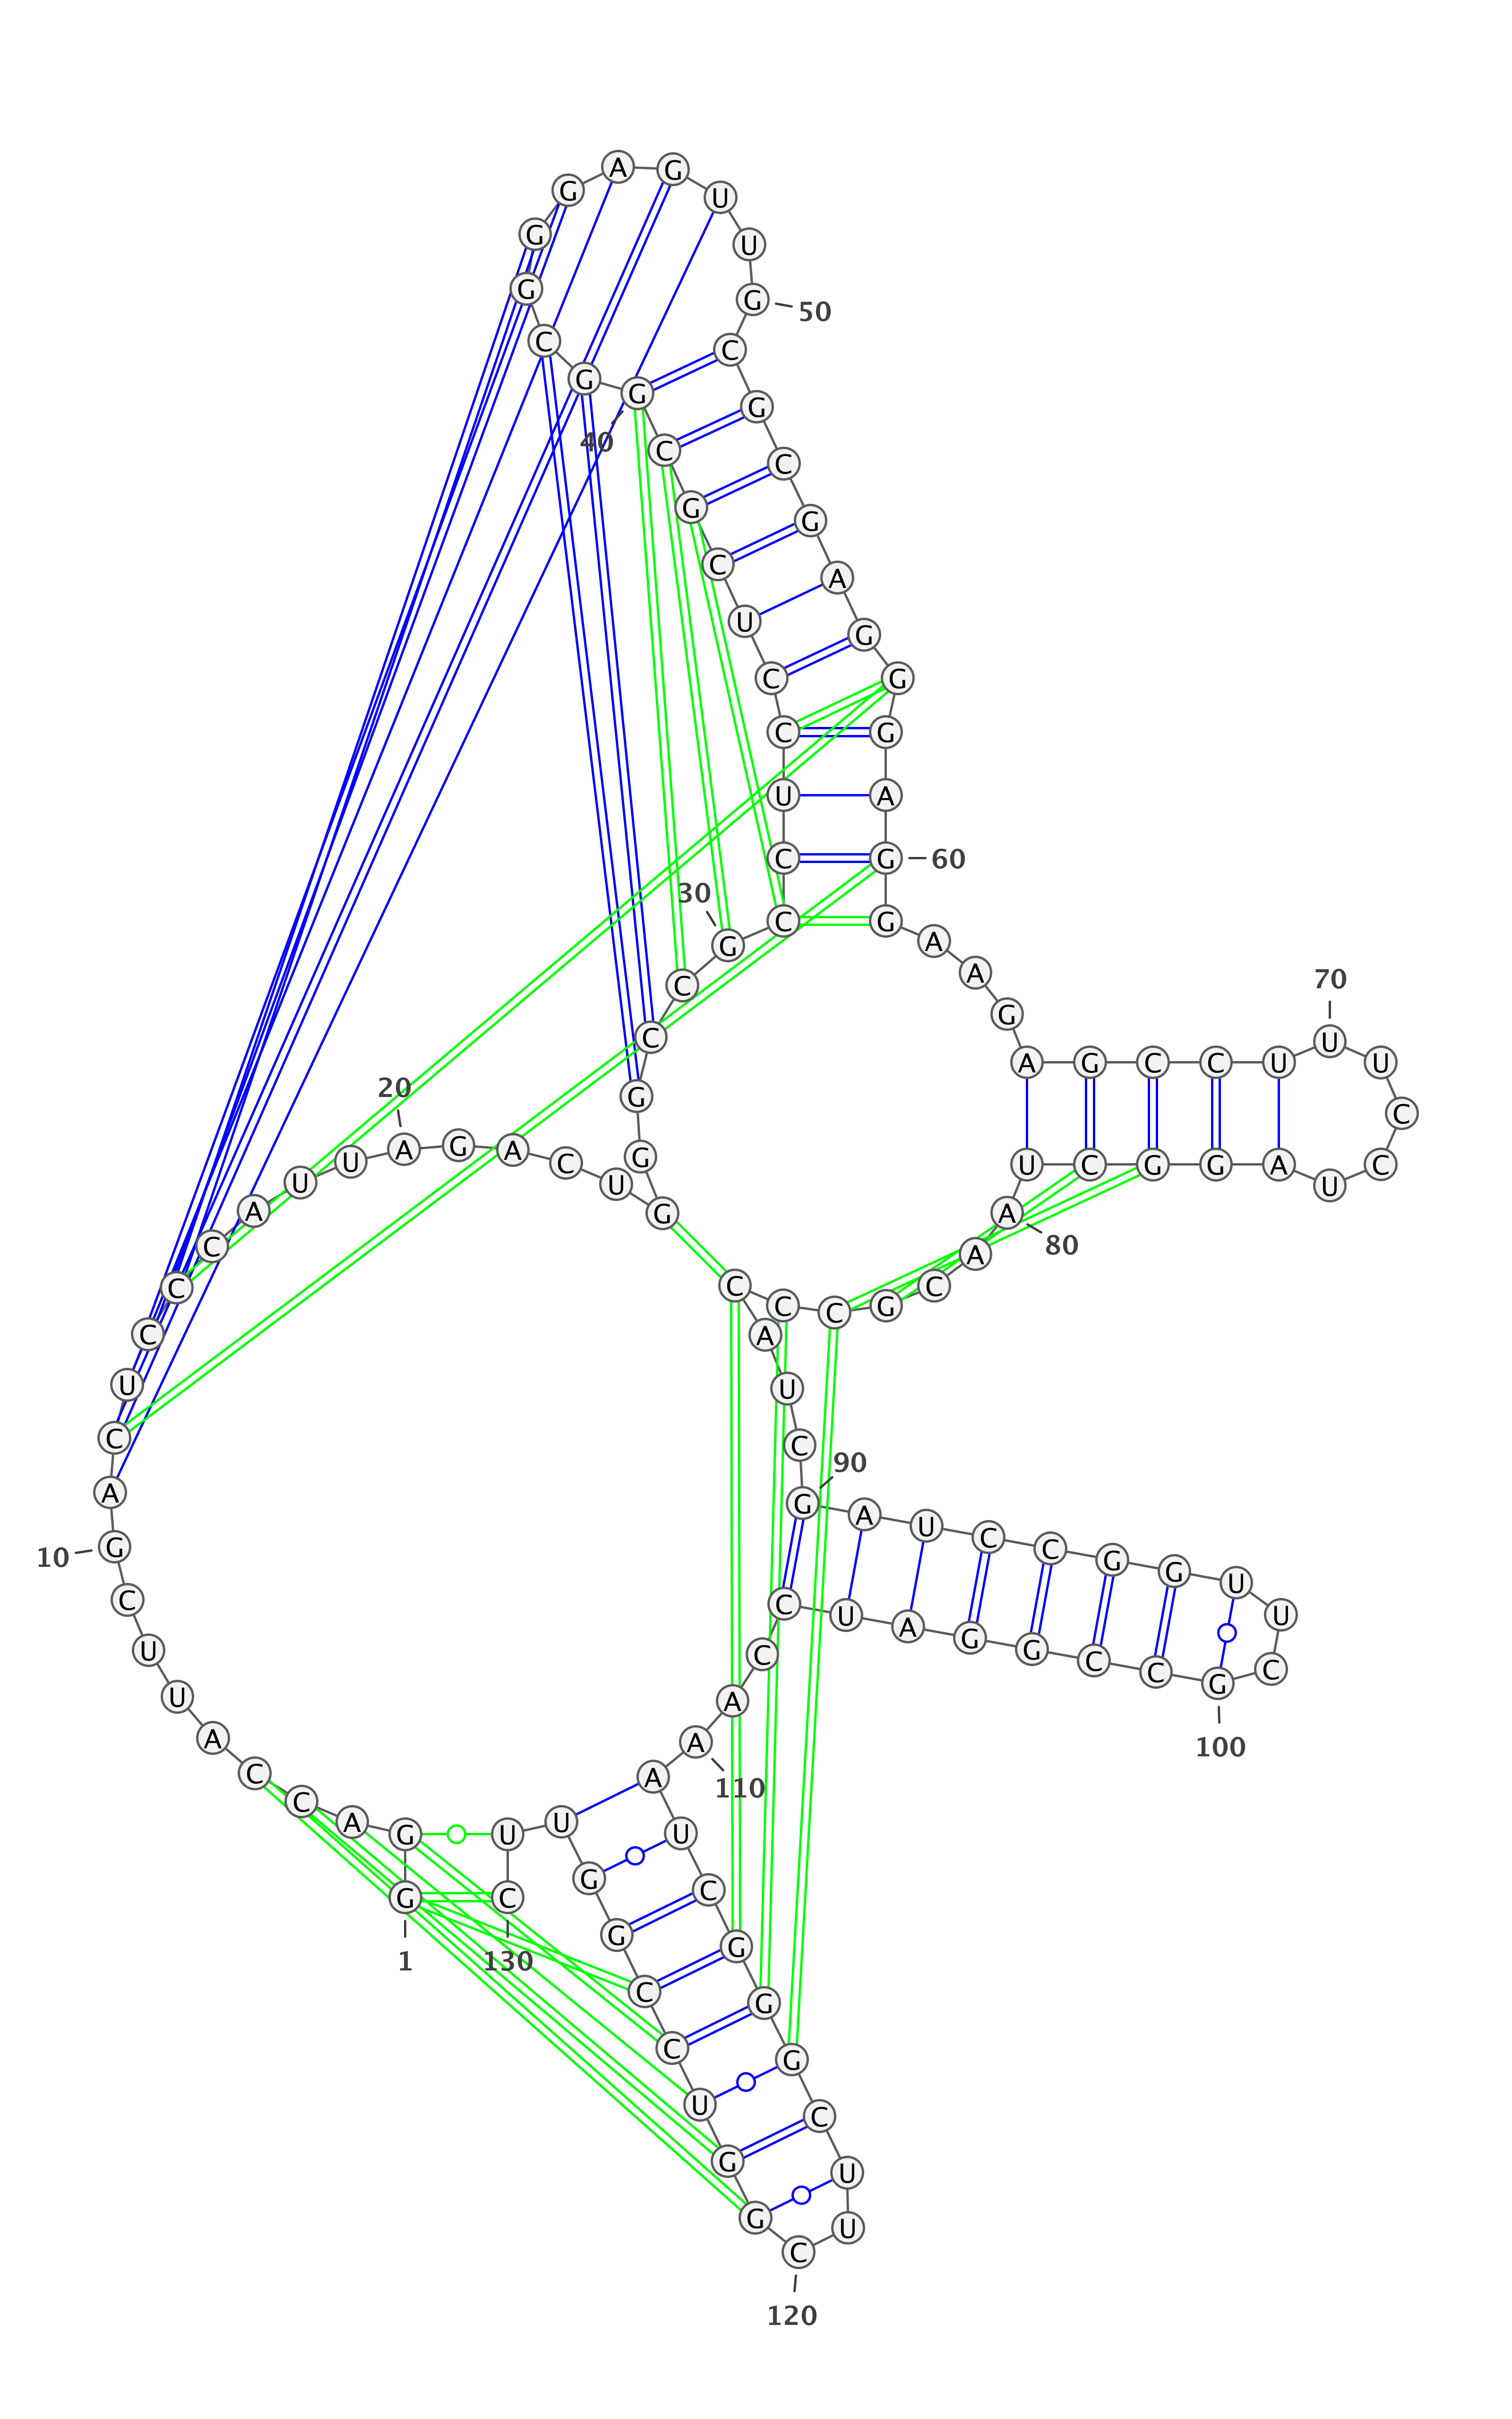 1
G G A C C A U U C G
10
A C U C C C A U U A
20
G A C U G G G C C G
30
C C U C C U C G C G
40
G C G G G A G U U G
50
C G C G A G G G A G
60
G A A G A G C C U U
70
U C C U A G G C U A
80
A C G C C C A U C G
90
A U C C G G U U C G
100
C C G G A U C C A A
110
A U C G G G C U U C
120
G G U C C G G U U C
130